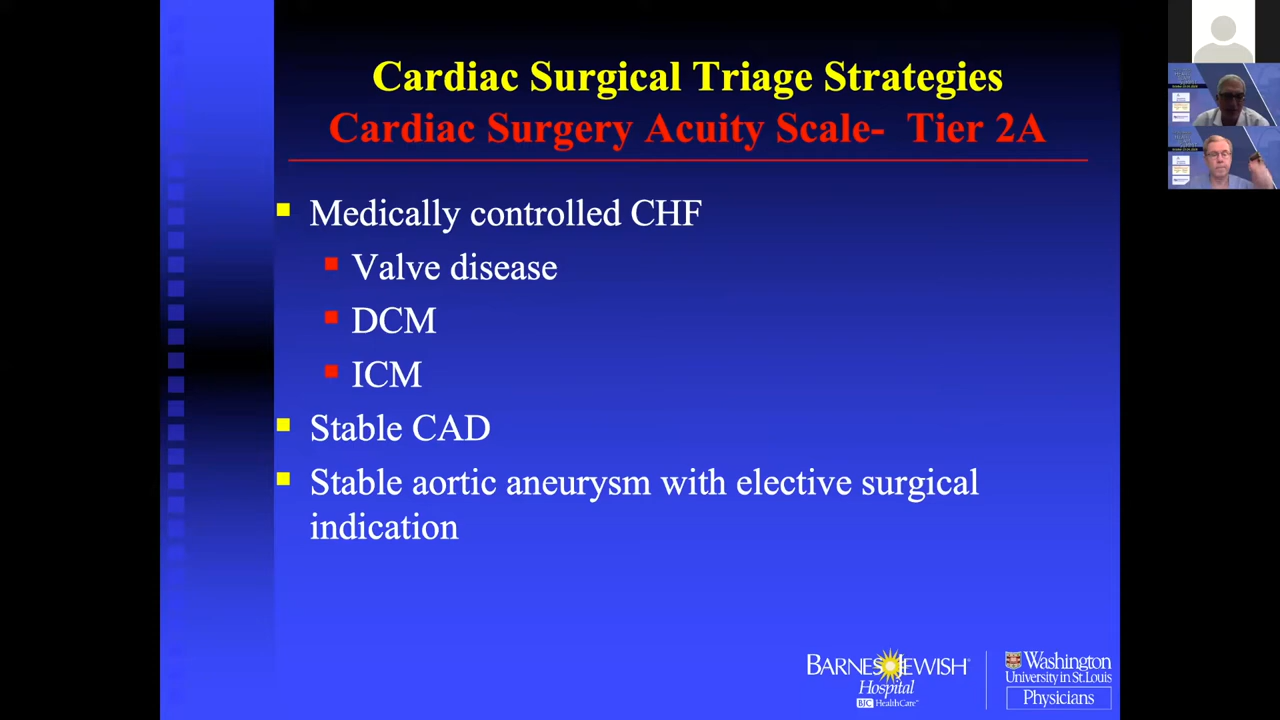 Cardiac Surgical Triage Strategies
Cardiac Surgery Acuity Scale- Tier 2A
Medically controlled CHF
Valve disease
DCM
ICM
Stable CAD
Stable aortic aneurysm with elective surgical
indication
BARNES JEWISH
Hospital
BJC HealthCare™
Washington
University in St. Louis
Physicians